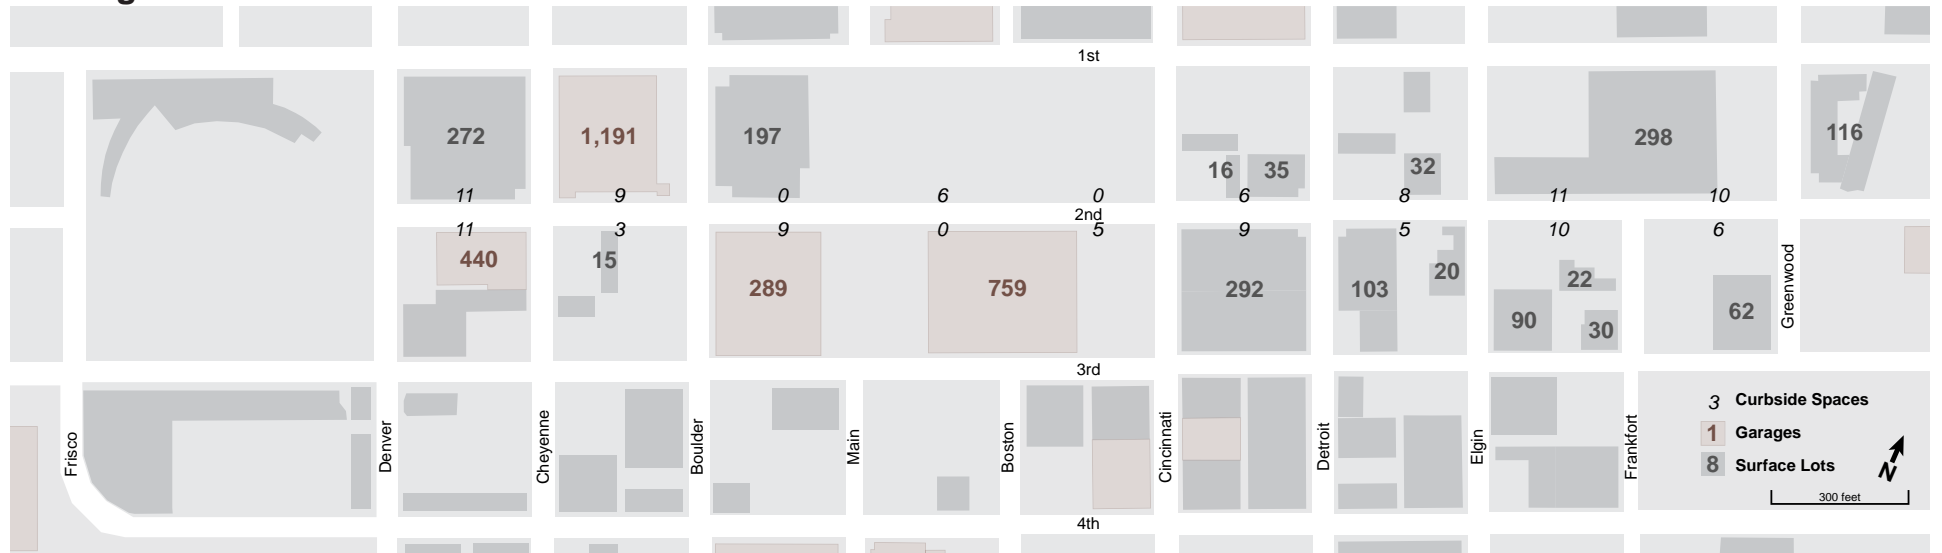 1st
272
1,191
197
16
35
32
298
116
11
9
0
6
0
6
8
11
10
2nd
11
3
9
0
5
9
5
10
6
440
15
289
759
292
103
20
90
22
30
62
Greenwood
3rd
Frisco
Denver
Cheyenne
Boulder
Main
Boston
Cincinnati
Detroit
Elgin
Frankfort
3 Curbside Spaces
1 Garages
8 Surface Lots
N
300 feet
4th